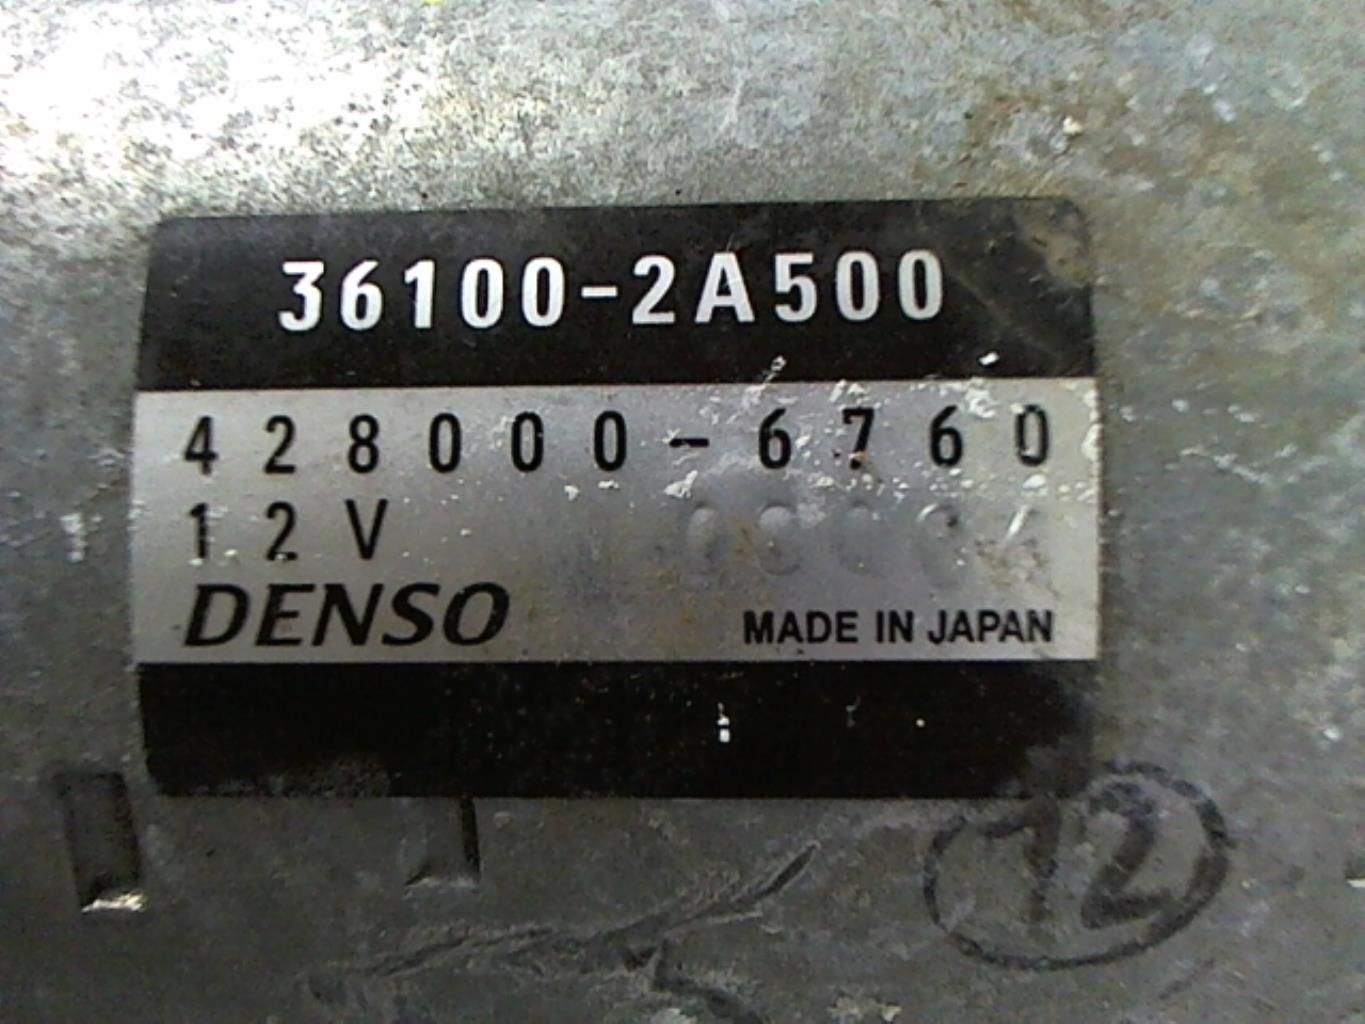 36100-2A500
428000-6760
12V
DENSO
MADE IN JAPAN
12